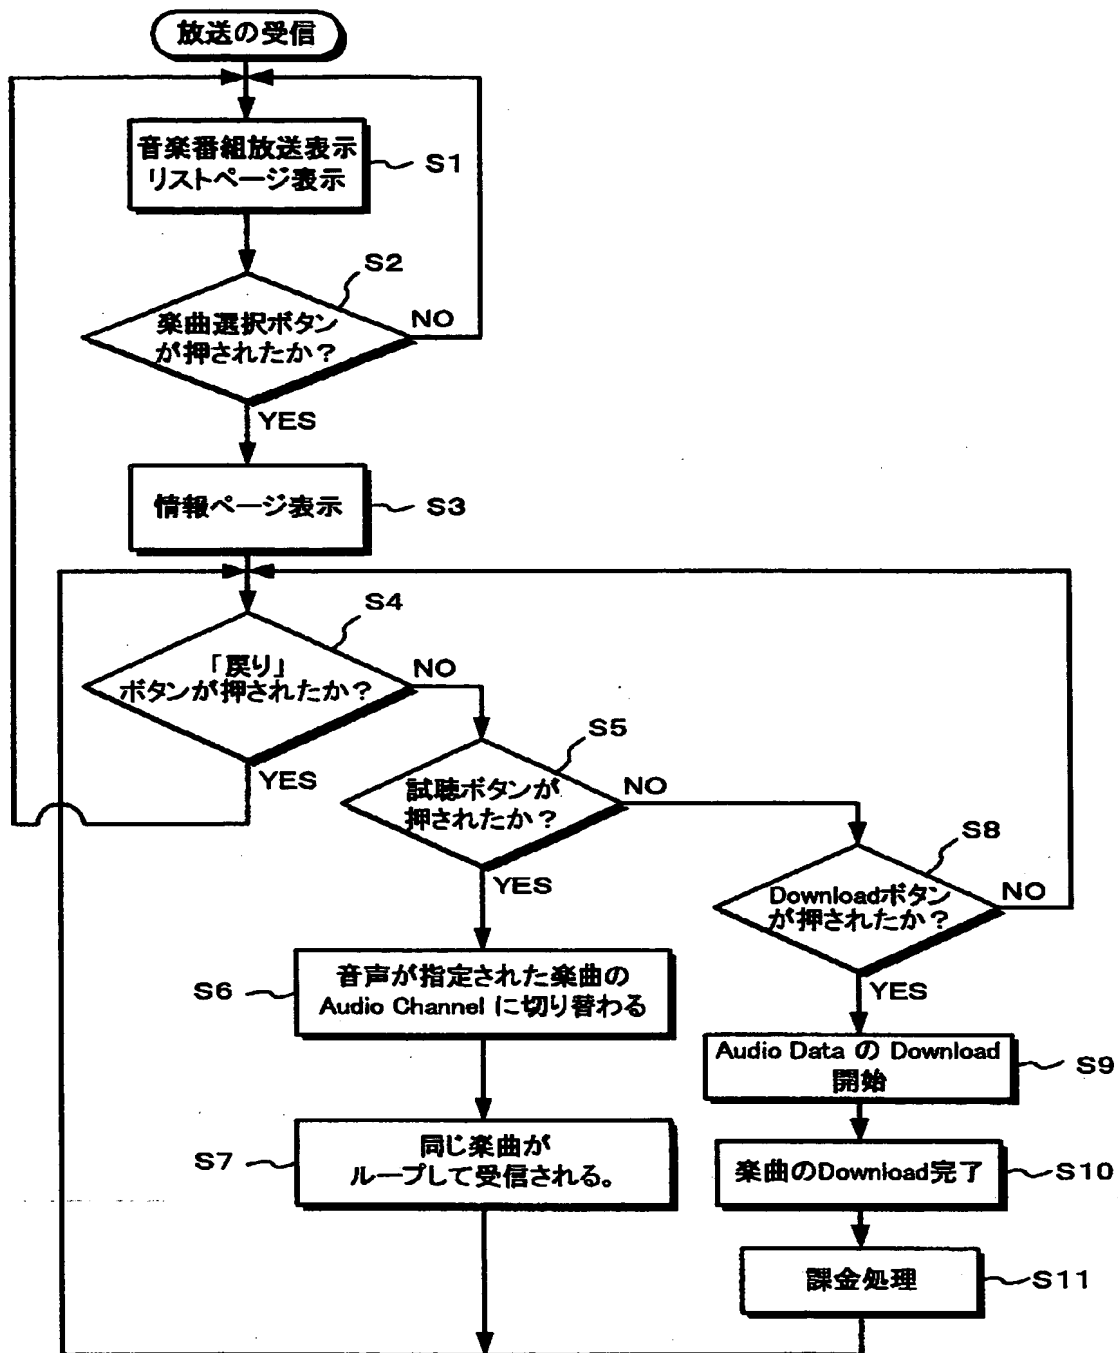 放送の受信
音楽番組放送表示
リストページ表示
S1
S2
楽曲選択ボタン
が押されたか？
NO
YES
情報ページ表示
S3
S4
「戻り」
ボタンが押されたか？
NO
YES
S5
試聴ボタンが
押されたか？
NO
YES
S8
Downloadボタン
が押されたか？
NO
YES
S6
音声が指定された楽曲の
Audio Channel に切り替わる
S7
同じ楽曲が
ループして受信される。
Audio Data の Download
開始
S9
楽曲のDownload完了
S10
課金処理
S11